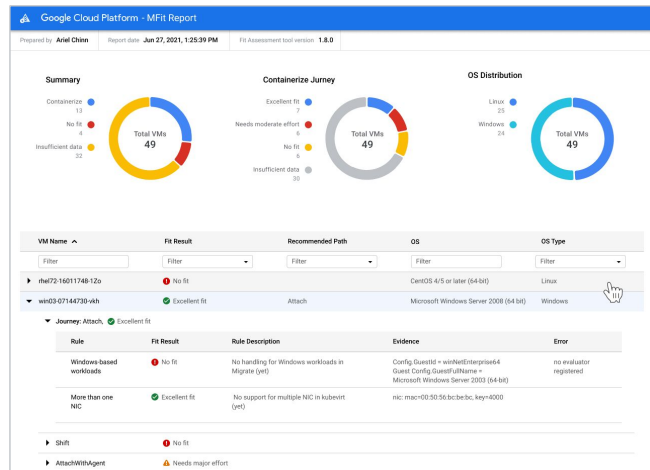 Google Cloud Platform - MFit Report
Prepared by Ariel Chinn
Report date Jun 27, 2021, 1:25:39 PM
Fit Assessment tool version 1.8.0
Summary
Containerize
13
No fit
4
Insufficient data
32
Total VMs
49
Containerize Jurney
Excellent fit
7
Needs moderate effort
6
No fit
6
Insufficient data
30
Total VMs
49
OS Distribution
Linux
25
Windows
24
Total VMs
49
VM Name Fit Result Recommended Path OS OS Type
Filter Filter Filter Filter Filter
rhel72-16011748-1Zo No fit CentOS 4/5 or later (64-bit) Linux
win03-07144730-vkh Excellent fit Attach Microsoft Windows Server 2008 (64 bit) Windows
Journey: Attach, Excellent fit
Rule Fit Result Rule Description Evidence Error
Windows-based
workloads
No fit
No handling for Windows workloads in
Migrate (yet)
Config.GuestId = winNetEnterprise64
Guest Config.GuestFullName =
Microsoft Windows Server 2003 (64-bit)
no evaluator
registered
More than one
NIC
Excellent fit
No support for multiple NIC in kubevirt
(yet)
nic: mac=00:50:56:bc:be:bc, key=4000
Shift No fit
AttachWithAgent Needs major effort